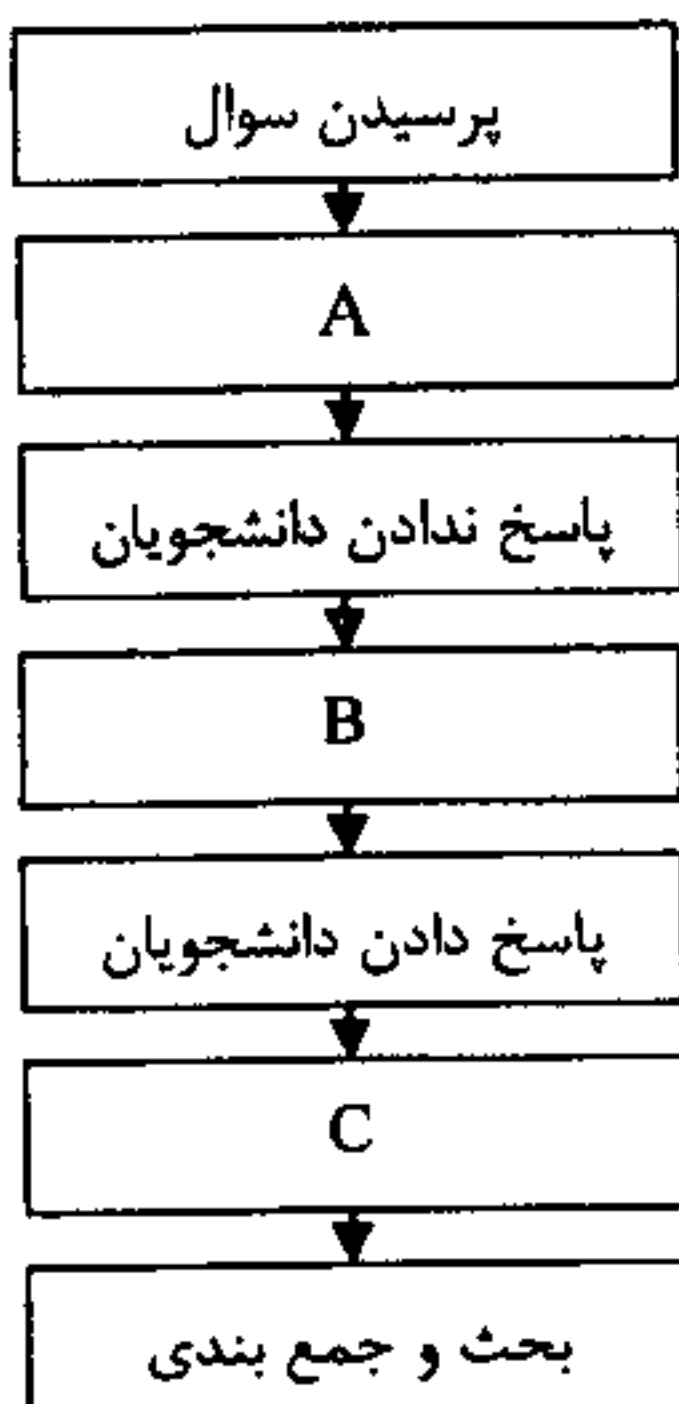 پرسیدن سوال
A
پاسخ ندادن دانشجویان
B
پاسخ دادن دانشجویان
C
بحث و جمع بندی